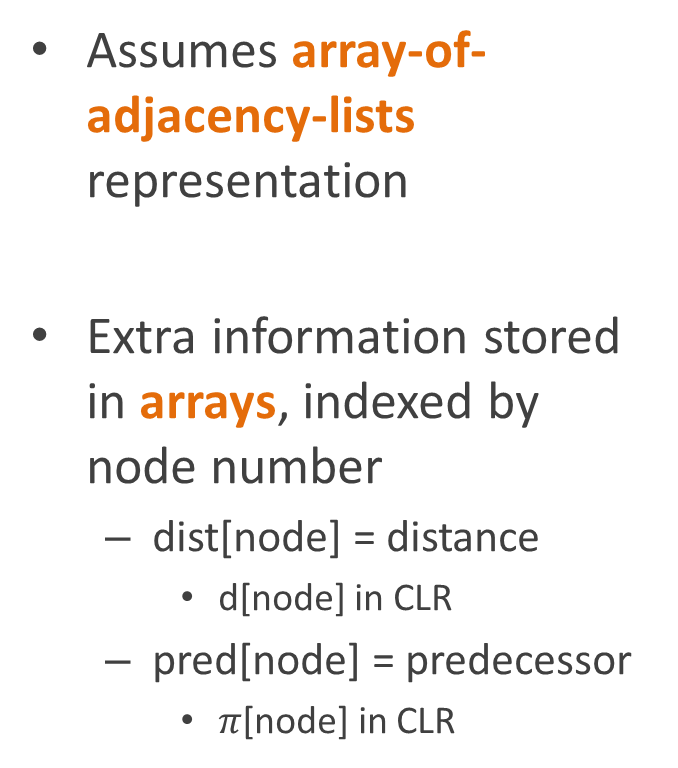 • Assumes array-of-
adjacency-lists
representation
• Extra information stored
in arrays, indexed by
node number
– dist[node] = distance
• d[node] in CLR
– pred[node] = predecessor
• 𝜋[node] in CLR